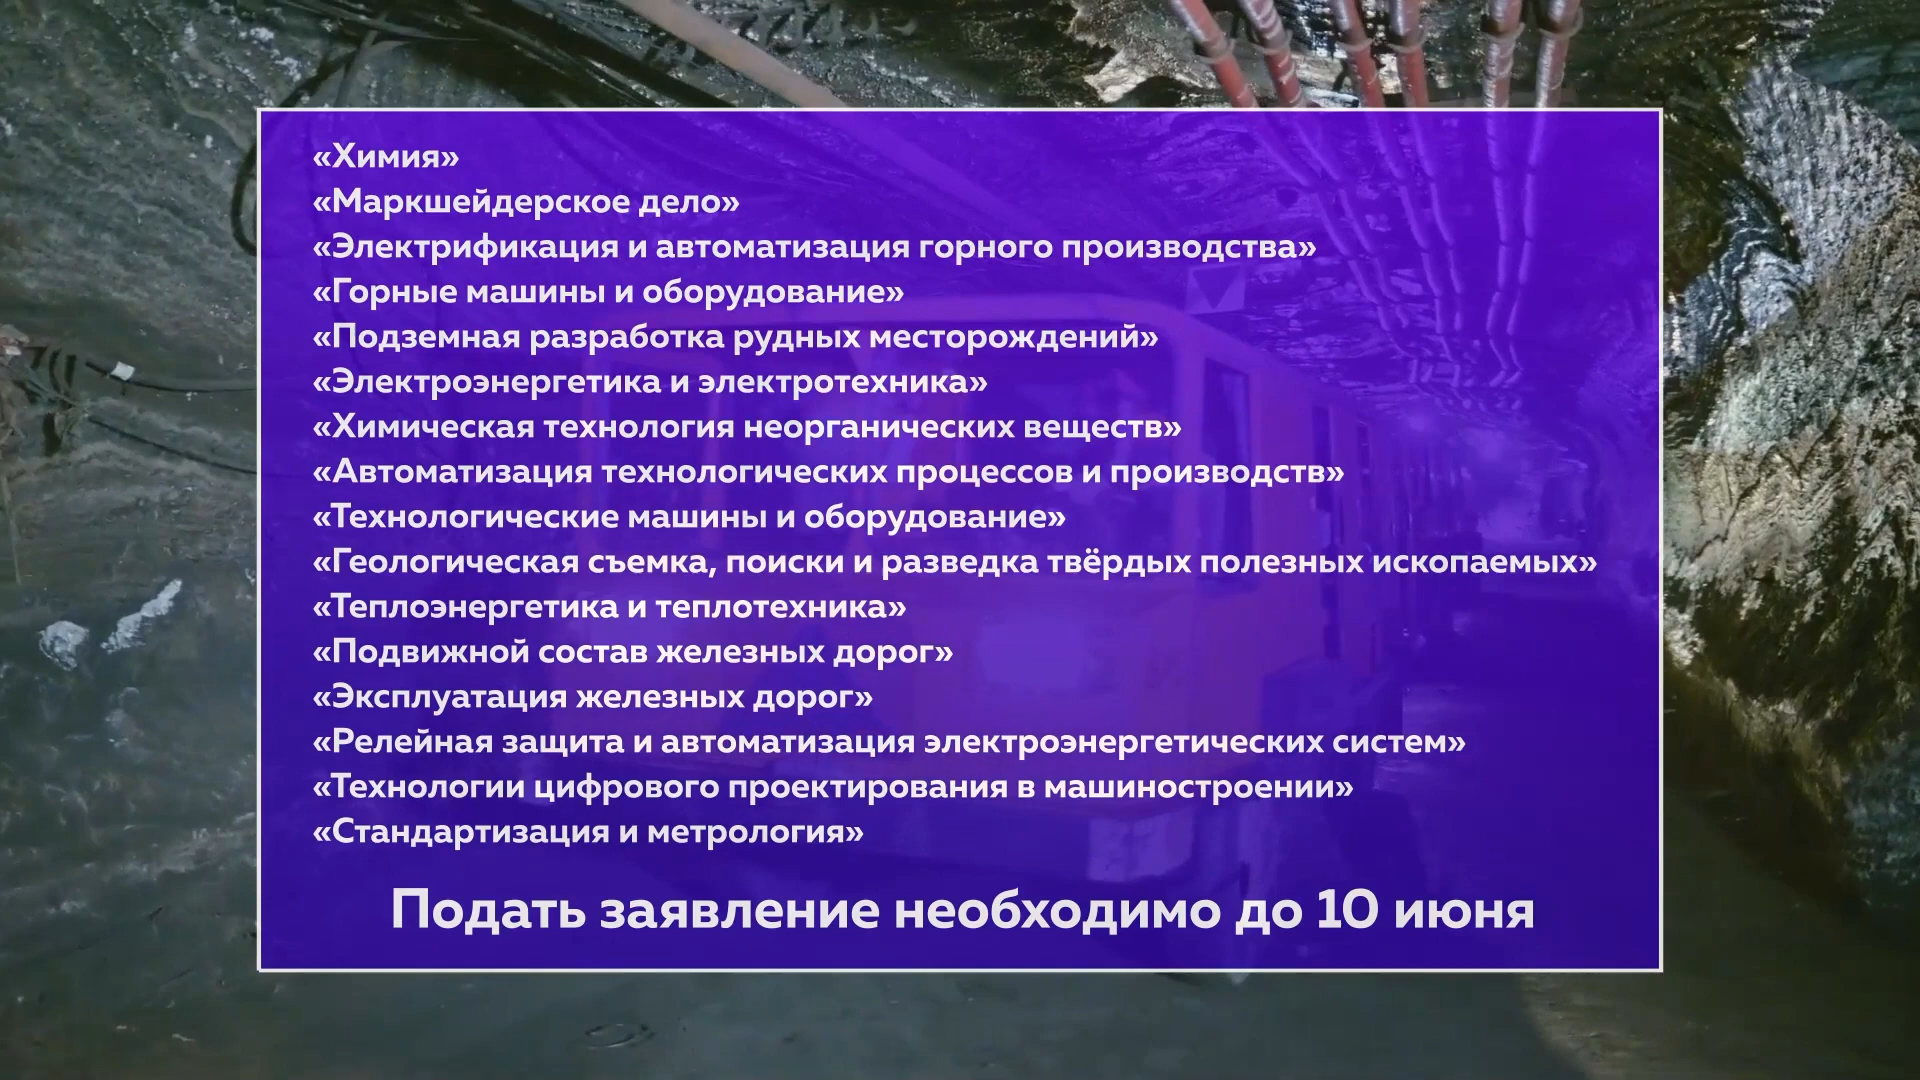 «Химия»
«Маркшейдерское дело»
«Электрификация и автоматизация горного производства»
«Горные машины и оборудование»
«Подземная разработка рудных месторождений»
«Электроэнергетика и электротехника»
«Химическая технология неорганических веществ»
«Автоматизация технологических процессов и производств»
«Технологические машины и оборудование»
«Геологическая съемка, поиски и разведка твёрдых полезных ископаемых»
«Теплоэнергетика и теплотехника»
«Подвижной состав железных дорог»
«Эксплуатация железных дорог»
«Релейная защита и автоматизация электроэнергетических систем»
«Технологии цифрового проектирования в машиностроении»
«Стандартизация и метрология»
Подать заявление необходимо до 10 июня